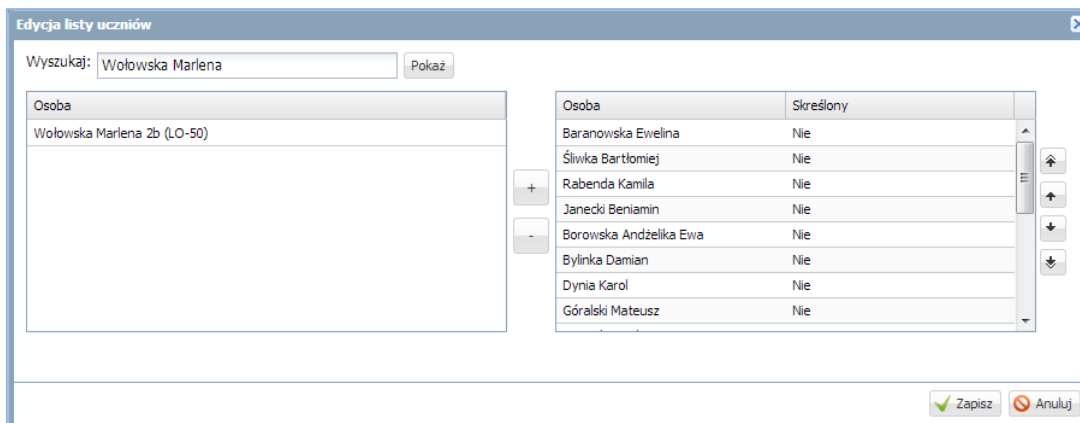 Edycja listy uczniów
Wyszukaj: Wołowska Marlena Pokaż
Osoba Osoba Skreślony
Wołowska Marlena 2b (LO-50) Baranowska Ewelina Nie
Śliwka Bartłomiej Nie
+ Rabenda Kamila Nie
Janecki Beniamin Nie
- Borowska Andżelika Ewa Nie
Bylinka Damian Nie
Dynia Karol Nie
Góralski Mateusz Nie
Zapisz Anuluj